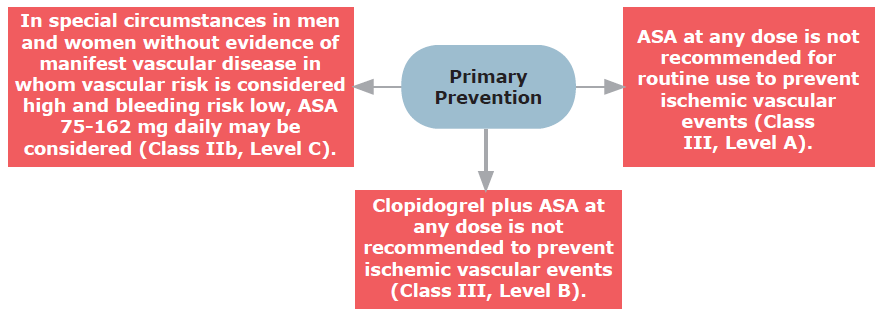 In special circumstances in men
and women without evidence of
manifest vascular disease in
whom vascular risk is considered
high and bleeding risk low, ASA
75–162 mg daily may be
considered (Class IIb, Level C).
Primary
Prevention
ASA at any dose is not
recommended for
routine use to prevent
ischemic vascular
events (Class
III, Level A).
Clopidogrel plus ASA at
any dose is not
recommended to prevent
ischemic vascular events
(Class III, Level B).